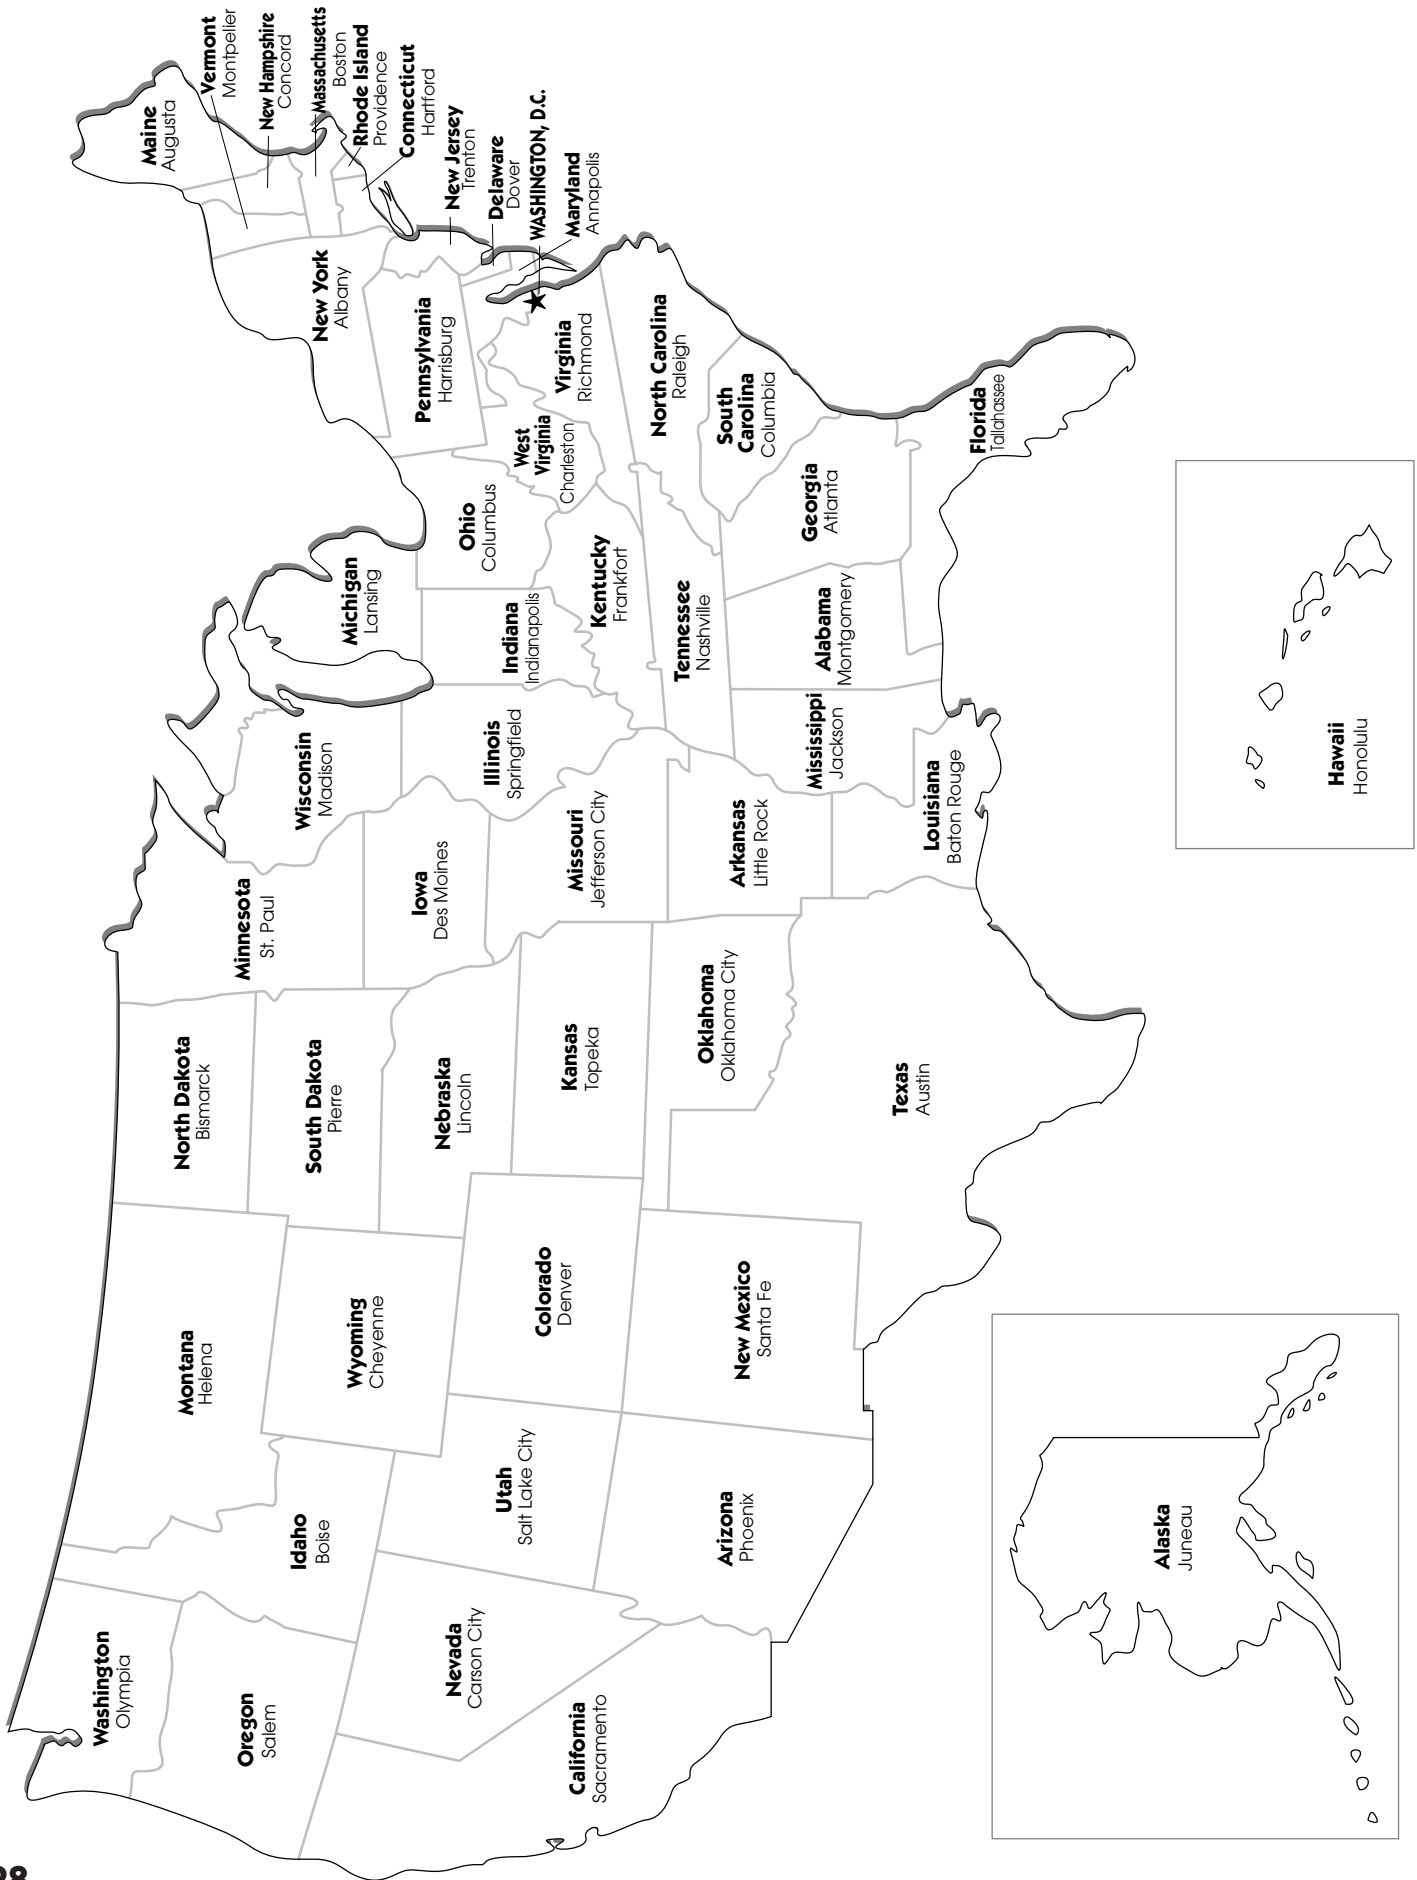 Maine
Augusta
Vermont
Montpelier
New Hampshire
Concord
Massachusetts
Boston
Rhode Island
Providence
Connecticut
Hartford
New Jersey
Trenton
Delaware
Dover
WASHINGTON, D.C.
Maryland
Annapolis
New York
Albany
Pennsylvania
Harrisburg
Virginia
Richmond
West
Virginia
Charleston
North Carolina
Raleigh
South
Carolina
Columbia
Georgia
Atlanta
Florida
Tallahassee
Ohio
Columbus
Michigan
Lansing
Indiana
Indianapolis
Kentucky
Frankfort
Tennessee
Nashville
Alabama
Montgomery
Mississippi
Jackson
Wisconsin
Madison
Illinois
Springfield
Minnesota
St. Paul
Iowa
Des Moines
Missouri
Jefferson City
Arkansas
Little Rock
Louisiana
Baton Rouge
North Dakota
Bismarck
South Dakota
Pierre
Nebraska
Lincoln
Kansas
Topeka
Oklahoma
Oklahoma City
Texas
Austin
Montana
Helena
Wyoming
Cheyenne
Colorado
Denver
New Mexico
Santa Fe
Idaho
Boise
Utah
Salt Lake City
Arizona
Phoenix
Washington
Olympia
Oregon
Salem
Nevada
Carson City
California
Sacramento
Alaska
Juneau
Hawaii
Honolulu